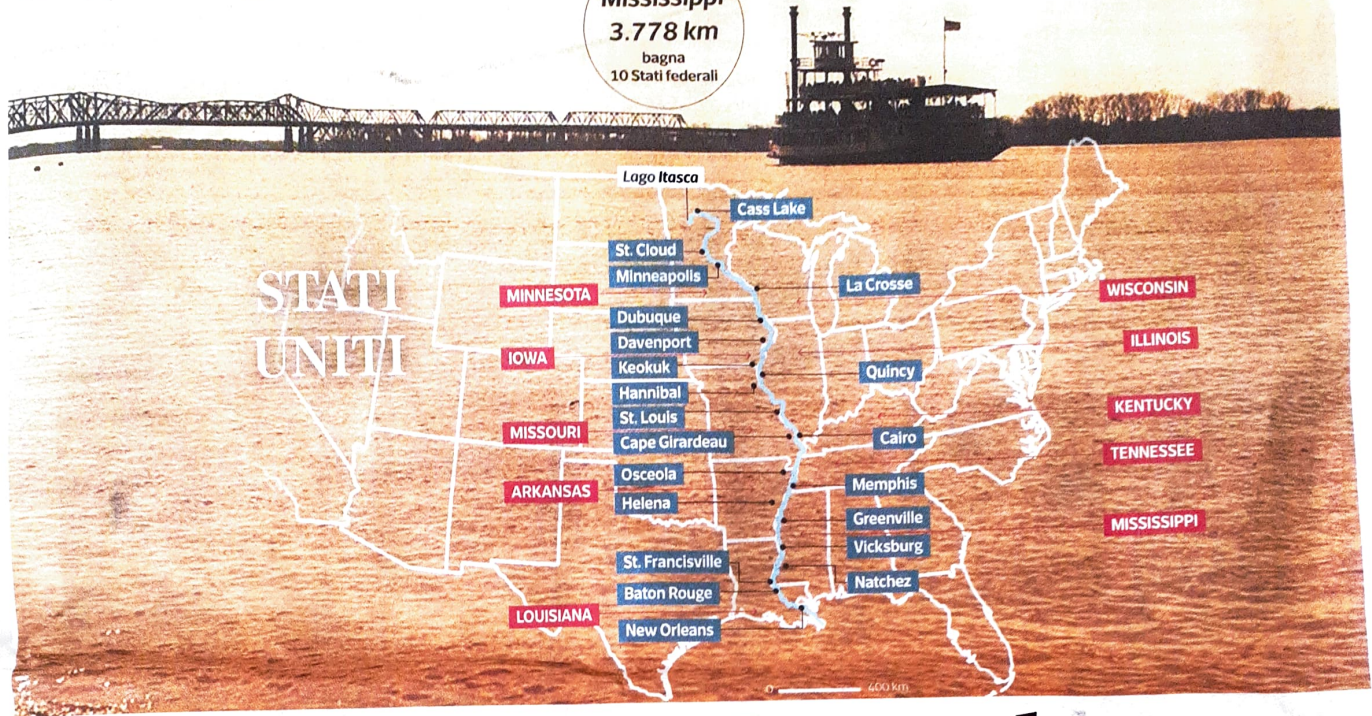 Mississippi
3.778 km
bagna
10 Stati federali
Lago Itasca
Cass Lake
St. Cloud
Minneapolis
La Crosse
MINNESOTA
WISCONSIN
STATI
UNITI
Dubuque
Davenport
ILLINOIS
IOWA
Keokuk
Quincy
Hannibal
KENTUCKY
St. Louis
MISSOURI
Cape Girardeau
Cairo
TENNESSEE
Osceola
Memphis
ARKANSAS
Helena
Greenville
MISSISSIPPI
Vicksburg
St. Francisville
Natchez
Baton Rouge
LOUISIANA
New Orleans
0 400 km